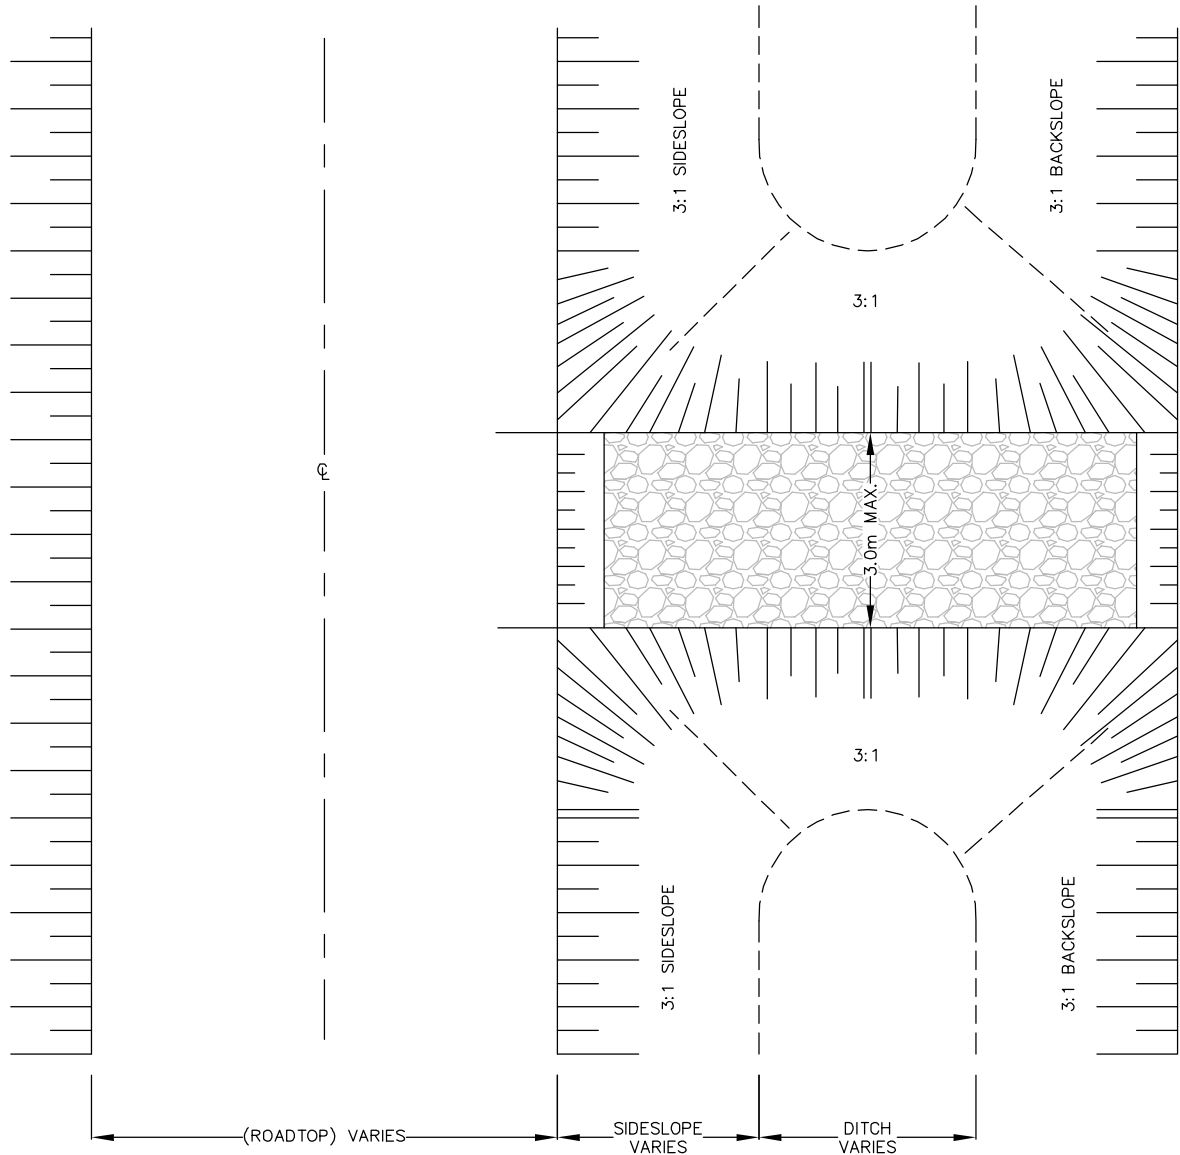 3:1 SIDESLOPE
3:1 BACKSLOPE
3:1
℄
3.0m MAX.
3:1
3:1 SIDESLOPE
3:1 BACKSLOPE
(ROADTOP) VARIES
SIDESLOPE
VARIES
DITCH
VARIES